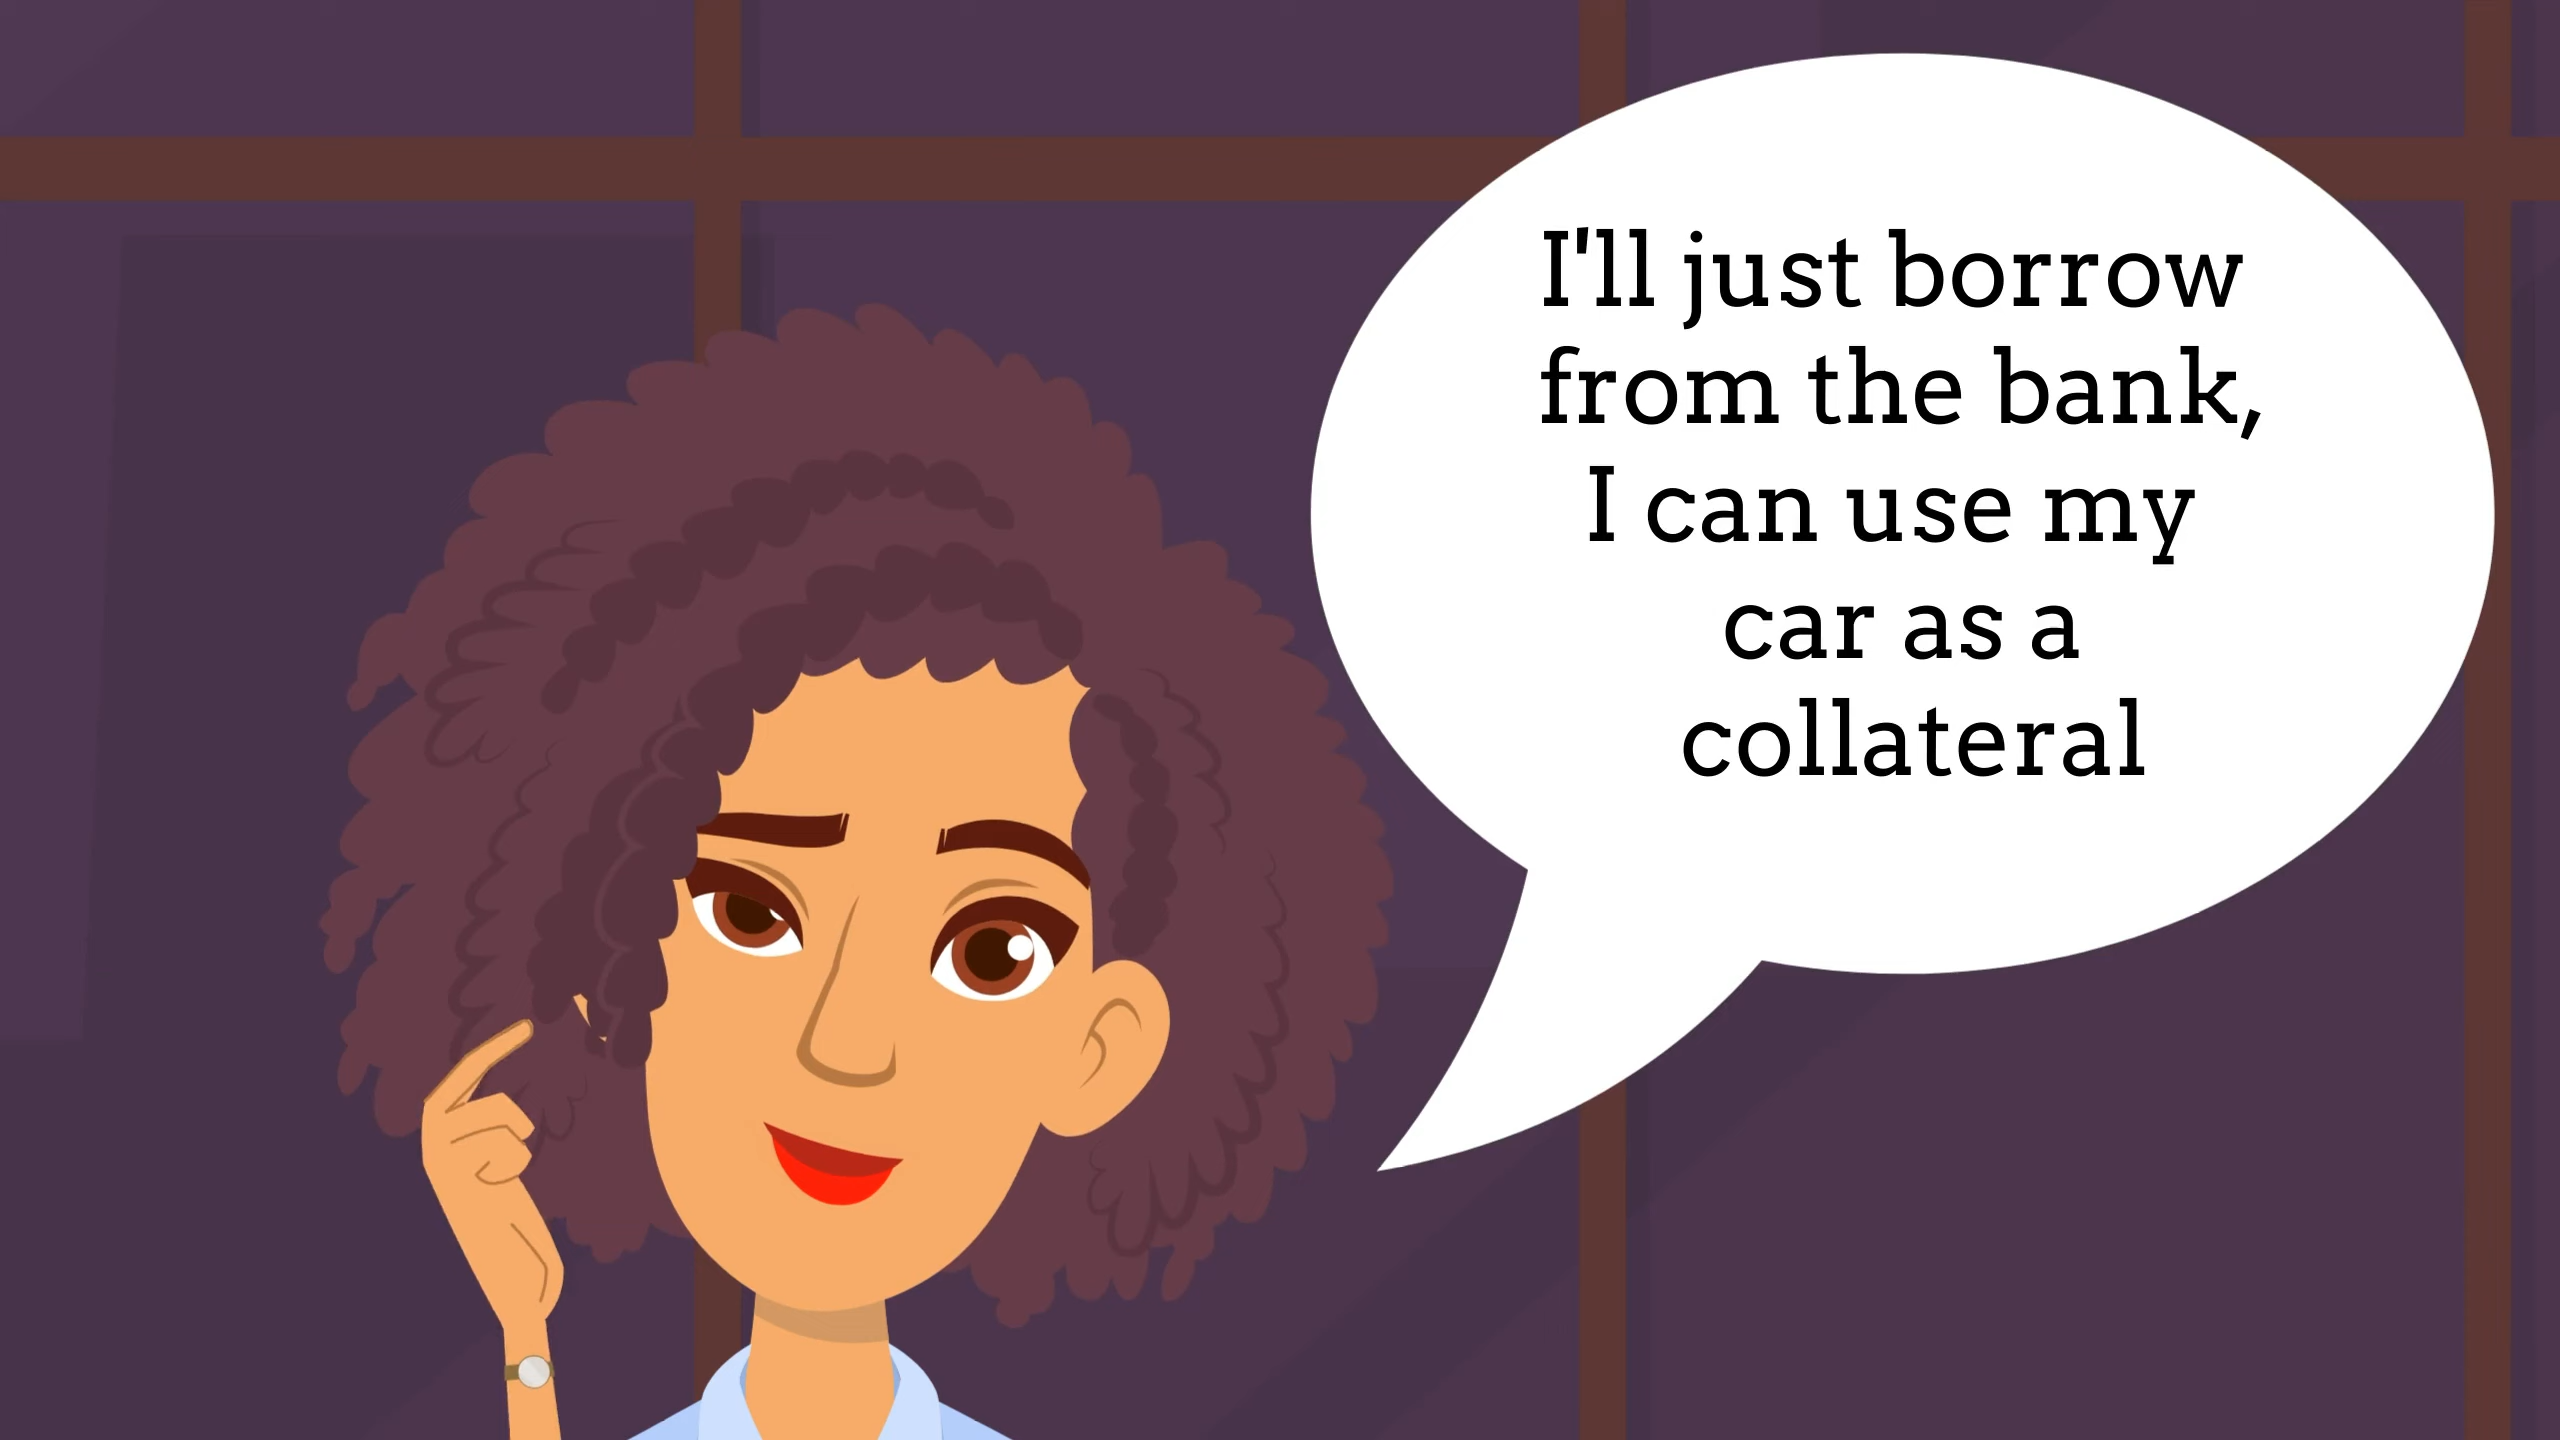 I'll just borrow
from the bank,
I can use my
car as a
collateral